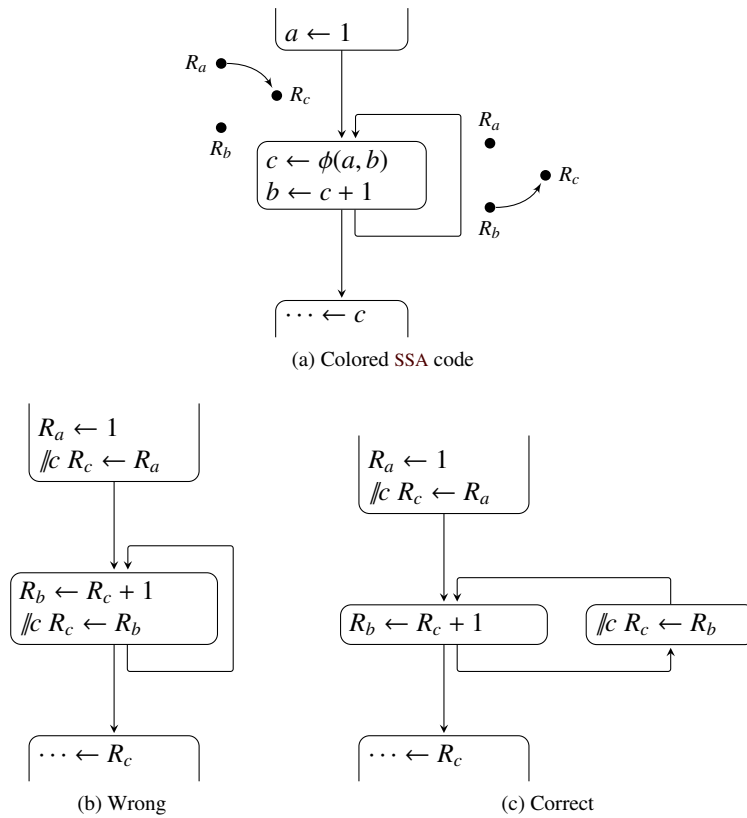 a ← 1
R_a
R_c
R_b
c ← ϕ(a, b)
b ← c + 1
R_a
R_c
R_b
⋯ ← c
(a) Colored SSA code
R_a ← 1
//c R_c ← R_a
R_b ← R_c + 1
//c R_c ← R_b
⋯ ← R_c
(b) Wrong
R_a ← 1
//c R_c ← R_a
R_b ← R_c + 1
//c R_c ← R_b
⋯ ← R_c
(c) Correct